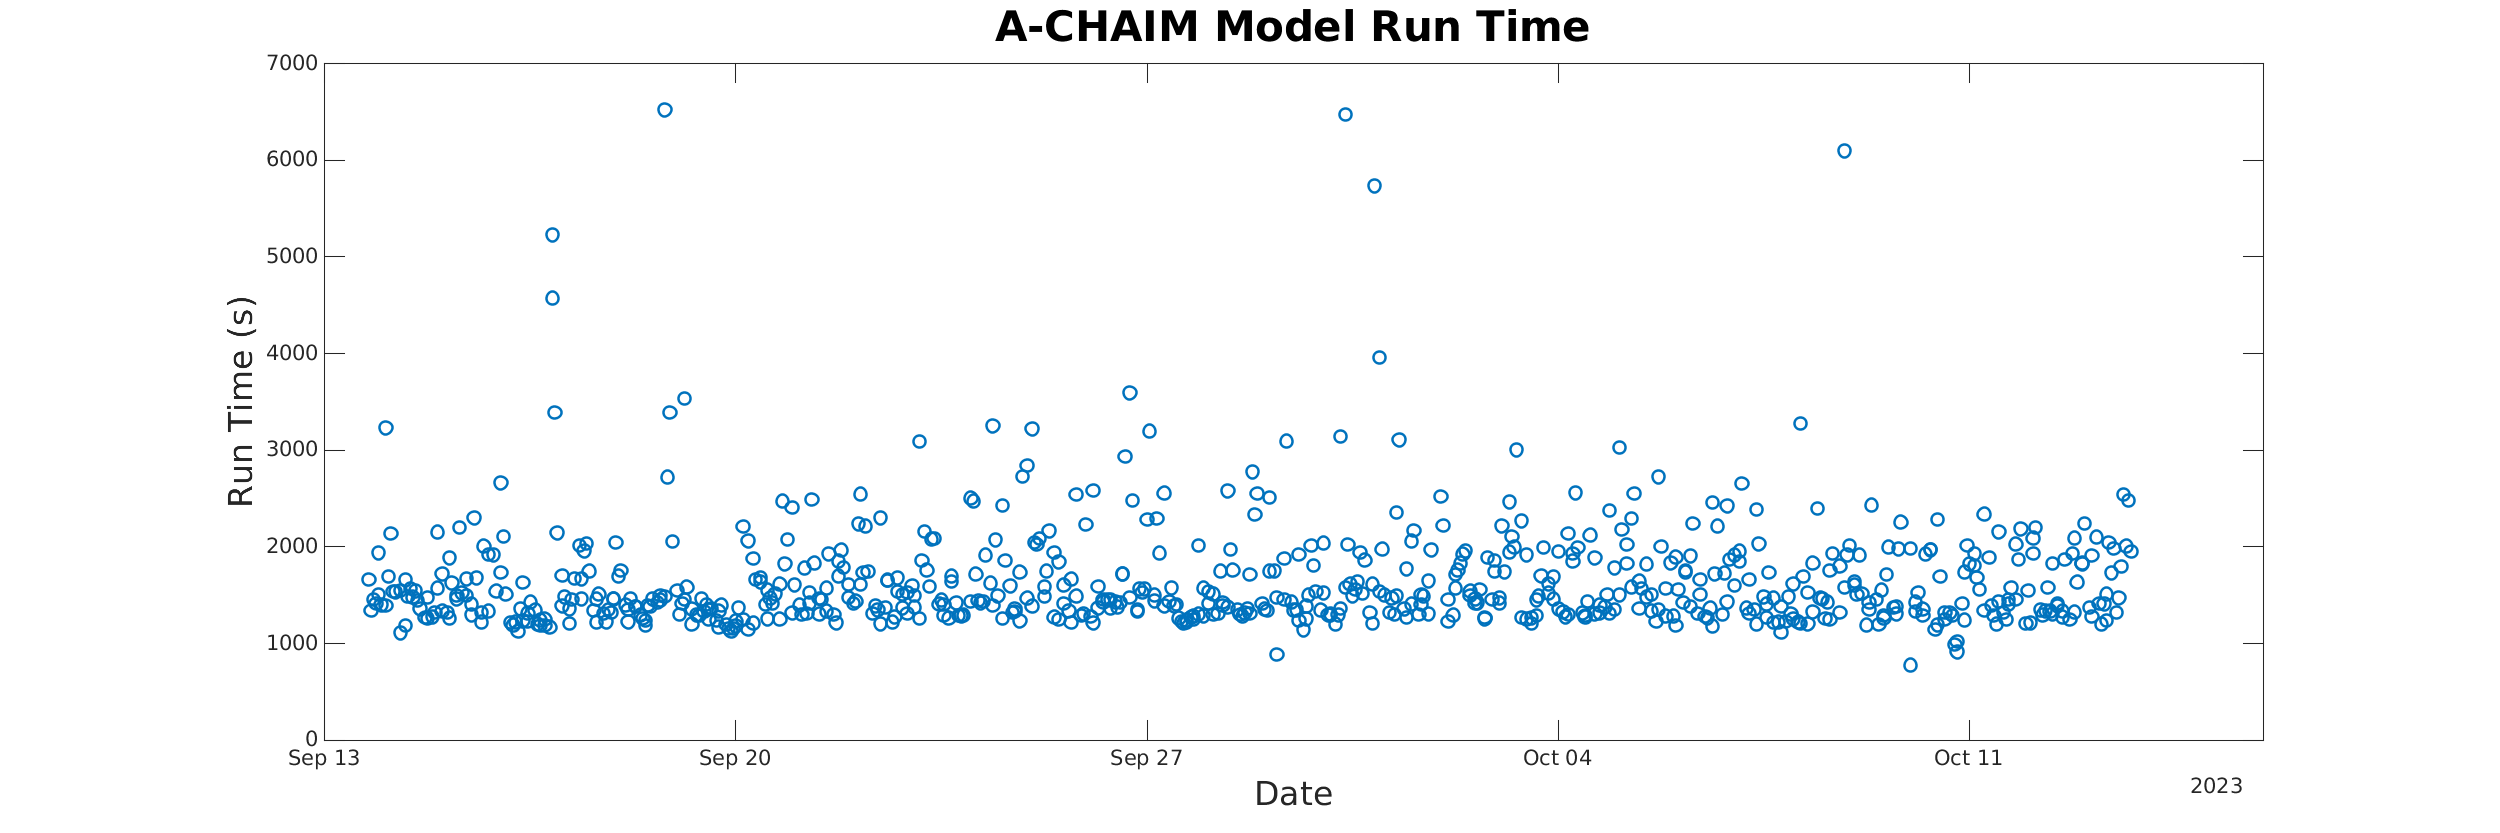 A-CHAIM Model Run Time
7000
6000
5000
4000
3000
2000
1000
0
Run Time (s)
Sep 13
Sep 20
Sep 27
Oct 04
Oct 11
2023
Date